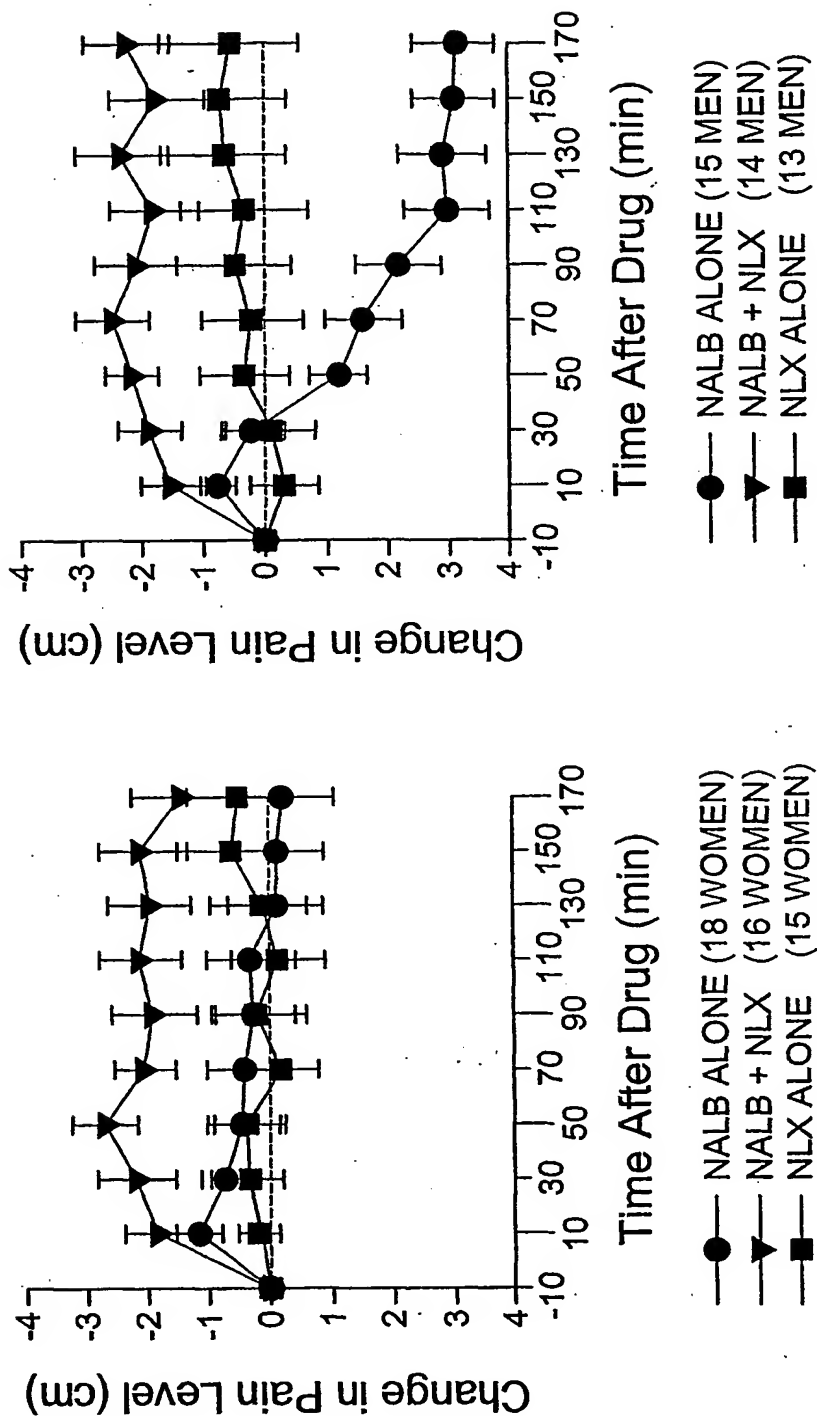 Change in Pain Level (cm)
-4
-3
-2
-1
0
1
2
3
4
-10 10 30 50 70 90 110 130 150 170
Time After Drug (min)
NALB ALONE (18 WOMEN)
NALB + NLX (16 WOMEN)
NLX ALONE (15 WOMEN)
Change in Pain Level (cm)
-4
-3
-2
-1
0
1
2
3
4
-10 10 30 50 70 90 110 130 150 170
Time After Drug (min)
NALB ALONE (15 MEN)
NALB + NLX (14 MEN)
NLX ALONE (13 MEN)